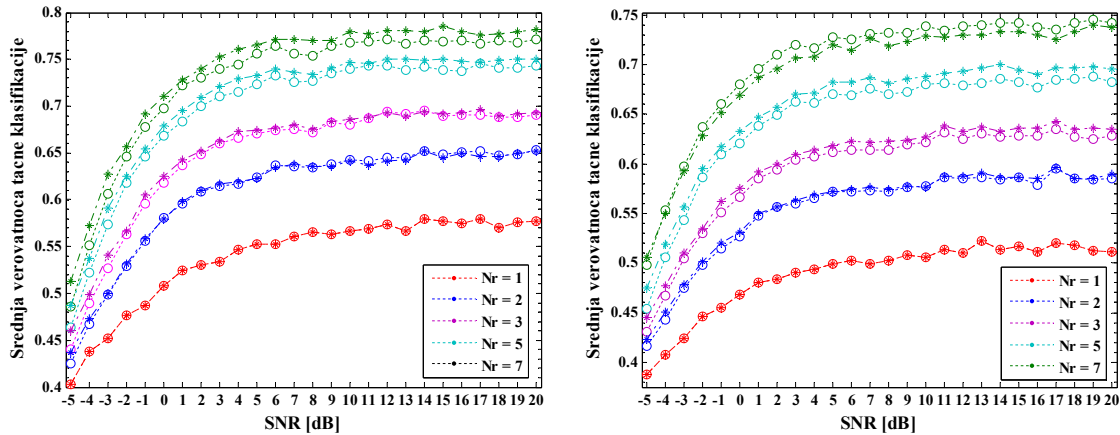 0.8
0.75
0.7
0.65
0.6
0.55
0.5
0.45
0.4
Srednja verovatnoca tacne klasifikacije
Nr = 1
Nr = 2
Nr = 3
Nr = 5
Nr = 7
-5 -4 -3 -2 -1 0 1 2 3 4 5 6 7 8 9 10 11 12 13 14 15 16 17 18 19 20
SNR [dB]
0.75
0.7
0.65
0.6
0.55
0.5
0.45
0.4
Srednja verovatnoca tacne klasifikacije
Nr = 1
Nr = 2
Nr = 3
Nr = 5
Nr = 7
-5 -4 -3 -2 -1 0 1 2 3 4 5 6 7 8 9 10 11 12 13 14 15 16 17 18 19 20
SNR [dB]